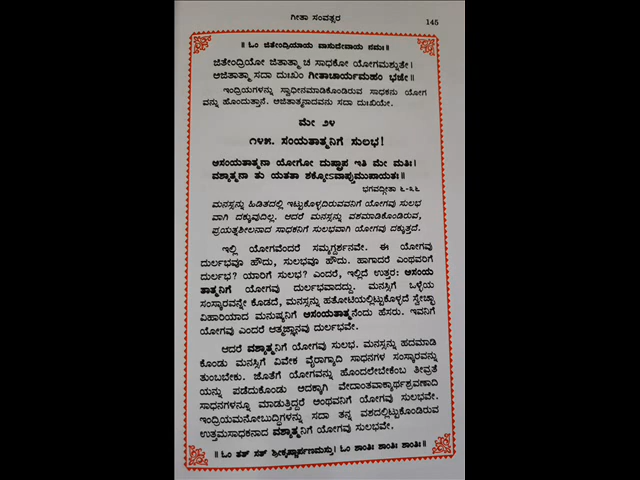 ಗೀತಾ ಸಂವತ್ಸರ
145
॥ ಓಂ ಜಿತೇಂದ್ರಿಯಾಯ ವಾಸುದೇವಾಯ ನಮಃ॥
ಜಿತೇಂದ್ರಿಯೋ ಜಿತಾತ್ಮಾ ಚ ಸಾಧಕೋ ಯೋಗಮಶ್ನುತೇ।
ಅಜಿತಾತ್ಮಾ ಸದಾ ದುಃಖಂ ಗೀತಾಚಾರ್ಯಮಹಂ ಭಜೇ॥
ಇಂದ್ರಿಯಗಳನ್ನು ಸ್ವಾಧೀನಮಾಡಿಕೊಂಡಿರುವ ಸಾಧಕನು ಯೋಗ
ವನ್ನು ಹೊಂದುತ್ತಾನೆ. ಅಜಿತಾತ್ಮನಾದವನು ಸದಾ ದುಃಖಿಯೇ.
ಮೇ ೨೪
೧೪೫. ಸಂಯತಾತ್ಮನಿಗೆ ಸುಲಭ!
ಅಸಂಯತಾತ್ಮನಾ ಯೋಗೋ ದುಷ್ಪ್ರಾಪ ಇತಿ ಮೇ ಮತಿಃ।
ವಶ್ಯಾತ್ಮನಾ ತು ಯತತಾ ಶಕ್ಯೋಽವಾಪ್ತುಮುಪಾಯತಃ॥
ಭಗವದ್ಗೀತಾ ೬-೩೬
ಮನಸ್ಸನ್ನು ಹಿಡಿತದಲ್ಲಿ ಇಟ್ಟುಕೊಳ್ಳದಿರುವವನಿಗೆ ಯೋಗವು ಸುಲಭ
ವಾಗಿ ದಕ್ಕುವುದಿಲ್ಲ. ಆದರೆ ಮನಸ್ಸನ್ನು ವಶಮಾಡಿಕೊಂಡಿರುವ,
ಪ್ರಯತ್ನಶೀಲನಾದ ಸಾಧಕನಿಗೆ ಸುಲಭವಾಗಿ ಯೋಗವು ದಕ್ಕುತ್ತದೆ.
ಇಲ್ಲಿ ಯೋಗವೆಂದರೆ ಸಮ್ಯಗ್ದರ್ಶನವೇ. ಈ ಯೋಗವು
ದುರ್ಲಭವೂ ಹೌದು, ಸುಲಭವೂ ಹೌದು. ಹಾಗಾದರೆ ಎಂಥವರಿಗೆ
ದುರ್ಲಭ? ಯಾರಿಗೆ ಸುಲಭ? ಎಂದರೆ, ಇಲ್ಲಿದೆ ಉತ್ತರ: ಅಸಂಯ
ತಾತ್ಮನಿಗೆ ಯೋಗವು ದುರ್ಲಭವಾದದ್ದು. ಮನಸ್ಸಿಗೆ ಒಳ್ಳೆಯ
ಸಂಸ್ಕಾರವನ್ನೇ ಕೊಡದೆ, ಮನಸ್ಸನ್ನು ಹತೋಟಿಯಲ್ಲಿಟ್ಟುಕೊಳ್ಳದೆ ಸ್ವೇಚ್ಛಾ
ವಿಹಾರಿಯಾದ ಮನುಷ್ಯನಿಗೆ ಅಸಂಯತಾತ್ಮನೆಂದು ಹೆಸರು. ಇವನಿಗೆ
ಯೋಗವು ಎಂದರೆ ಆತ್ಮಜ್ಞಾನವು ದುರ್ಲಭವೇ.
ಆದರೆ ವಶ್ಯಾತ್ಮನಿಗೆ ಯೋಗವು ಸುಲಭ. ಮನಸ್ಸನ್ನು ಹದಮಾಡಿ
ಕೊಂಡು ಮನಸ್ಸಿಗೆ ವಿವೇಕ ವೈರಾಗ್ಯಾದಿ ಸಾಧನಗಳ ಸಂಸ್ಕಾರವನ್ನು
ತುಂಬಬೇಕು. ಜೊತೆಗೆ ಯೋಗವನ್ನು ಹೊಂದಲೇಬೇಕೆಂಬ ತೀವ್ರತೆ
ಯನ್ನು ಪಡೆದುಕೊಂಡು ಅದಕ್ಕಾಗಿ ವೇದಾಂತವಾಕ್ಯಾರ್ಥಶ್ರವಣಾದಿ
ಸಾಧನಗಳನ್ನೂ ಮಾಡುತ್ತಿದ್ದರೆ ಅಂಥವನಿಗೆ ಯೋಗವು ಸುಲಭವೇ.
ಇಂದ್ರಿಯಮನೋಬುದ್ಧಿಗಳನ್ನು ಸದಾ ತನ್ನ ವಶದಲ್ಲಿಟ್ಟುಕೊಂಡಿರುವ
ಉತ್ತಮಸಾಧಕನಾದ ವಶ್ಯಾತ್ಮನಿಗೆ ಯೋಗವು ಸುಲಭವೇ.
॥ ಓಂ ತತ್ ಸತ್ ಶ್ರೀಕೃಷ್ಣಾರ್ಪಣಮಸ್ತು। ಓಂ ಶಾಂತಿಃ ಶಾಂತಿಃ ಶಾಂತಿಃ॥